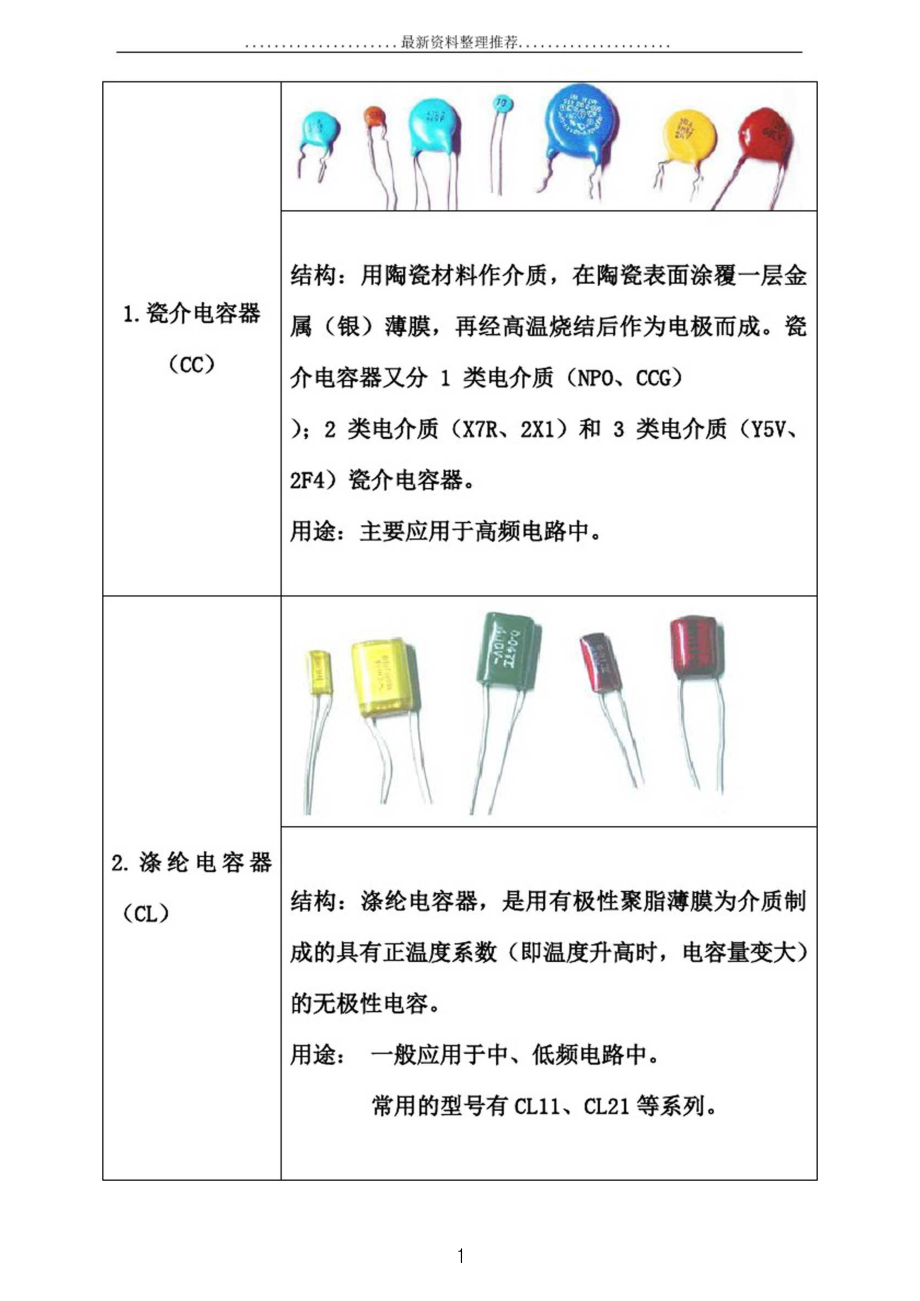 .....................最新资料整理推荐.....................
1.瓷介电容器
（CC）
结构：用陶瓷材料作介质，在陶瓷表面涂覆一层金
属（银）薄膜，再经高温烧结后作为电极而成。瓷
介电容器又分 1 类电介质（NPO、CCG）
）；2 类电介质（X7R、2X1）和 3 类电介质（Y5V、
2F4）瓷介电容器。
用途：主要应用于高频电路中。
0.047I
2. 涤 纶 电 容 器
（CL）
结构：涤纶电容器，是用有极性聚脂薄膜为介质制
成的具有正温度系数（即温度升高时，电容量变大）
的无极性电容。
用途： 一般应用于中、低频电路中。
常用的型号有 CL11、CL21 等系列。
1